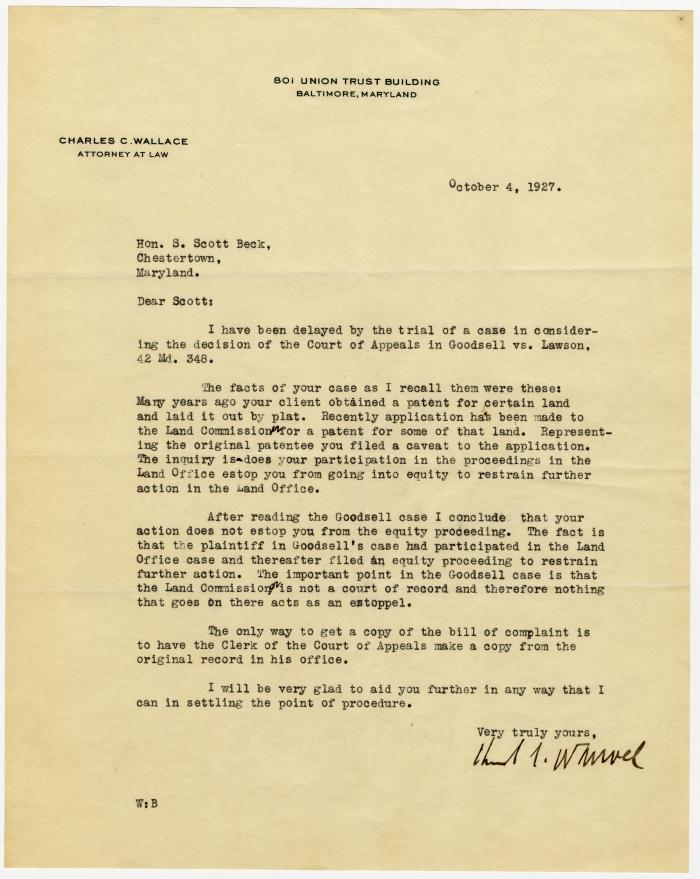 801 UNION TRUST BUILDING
BALTIMORE, MARYLAND
CHARLES C. WALLACE
ATTORNEY AT LAW
October 4, 1927.
Hon. S. Scott Beck,
Chestertown,
Maryland.
Dear Scott:
I have been delayed by the trial of a case in consider-
ing the decision of the Court of Appeals in Goodsell vs. Lawson,
42 Md. 348.
The facts of your case as I recall them were these:
Many years ago your client obtained a patent for certain land
and laid it out by plat. Recently application has been made to
the Land Commissioner for a patent for some of that land. Represent-
ing the original patentee you filed a caveat to the application.
The inquiry is-does your participation in the proceedings in the
Land Office estop you from going into equity to restrain further
action in the Land Office.
After reading the Goodsell case I conclude that your
action does not estop you from the equity proceeding. The fact is
that the plaintiff in Goodsell's case had participated in the Land
Office case and thereafter filed an equity proceeding to restrain
further action. The important point in the Goodsell case is that
the Land Commissioner is not a court of record and therefore nothing
that goes on there acts as an estoppel.
The only way to get a copy of the bill of complaint is
to have the Clerk of the Court of Appeals make a copy from the
original record in his office.
I will be very glad to aid you further in any way that I
can in settling the point of procedure.
Very truly yours,
W:B